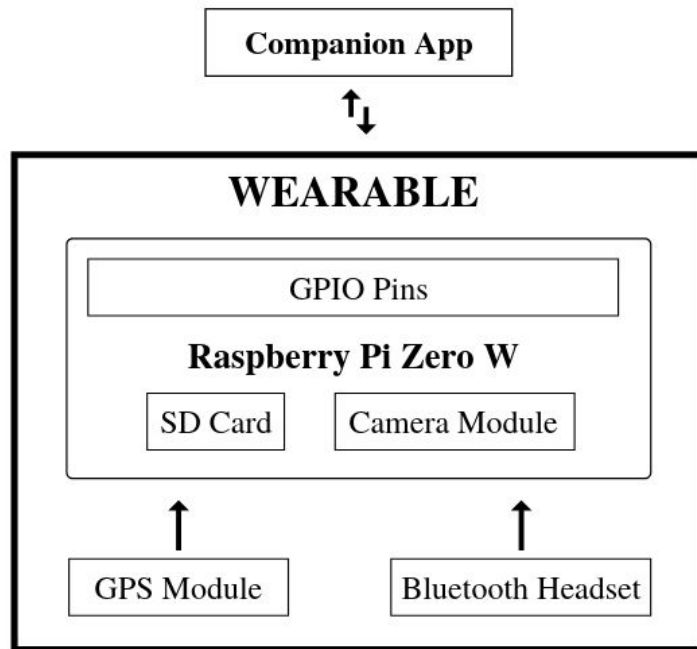 Companion App
WEARABLE
GPIO Pins
Raspberry Pi Zero W
SD Card
Camera Module
GPS Module
Bluetooth Headset